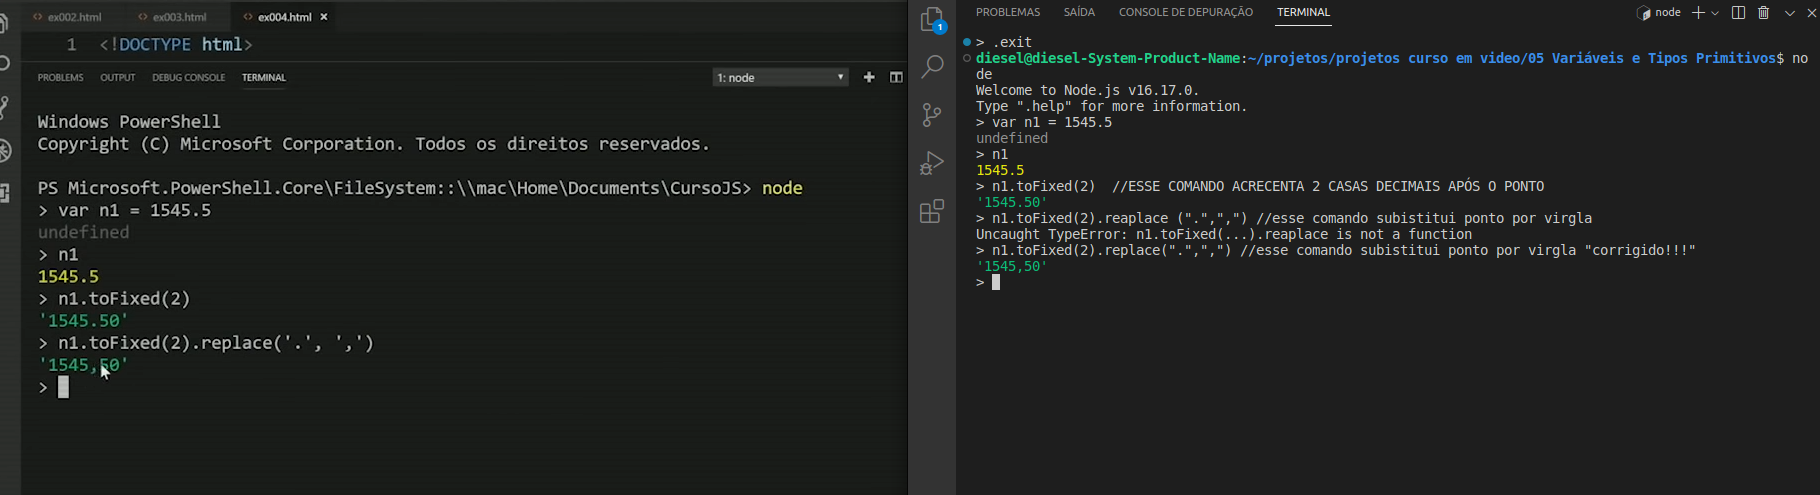 ex002.html
ex003.html
ex004.html ×
1 <!DOCTYPE html>
PROBLEMS OUTPUT DEBUG CONSOLE TERMINAL
1: node
Windows PowerShell
Copyright (C) Microsoft Corporation. Todos os direitos reservados.
PS Microsoft.PowerShell.Core\FileSystem::\\mac\Home\Documents\CursoJS> node
> var n1 = 1545.5
undefined
> n1
1545.5
> n1.toFixed(2)
'1545.50'
> n1.toFixed(2).replace('.', ',')
'1545,50'
>
1
PROBLEMAS SAÍDA CONSOLE DE DEPURAÇÃO TERMINAL
node
> .exit
diesel@diesel-System-Product-Name:~/projetos/projetos curso em video/05 Variáveis e Tipos Primitivos$ no
de
Welcome to Node.js v16.17.0.
Type ".help" for more information.
> var n1 = 1545.5
undefined
> n1
1545.5
> n1.toFixed(2)  //ESSE COMANDO ACRECENTA 2 CASAS DECIMAIS APÓS O PONTO
'1545.50'
> n1.toFixed(2).reaplace (".",",") //esse comando subistitui ponto por virgla
Uncaught TypeError: n1.toFixed(...).reaplace is not a function
> n1.toFixed(2).replace(".",",") //esse comando subistitui ponto por virgla "corrigido!!!"
'1545,50'
>